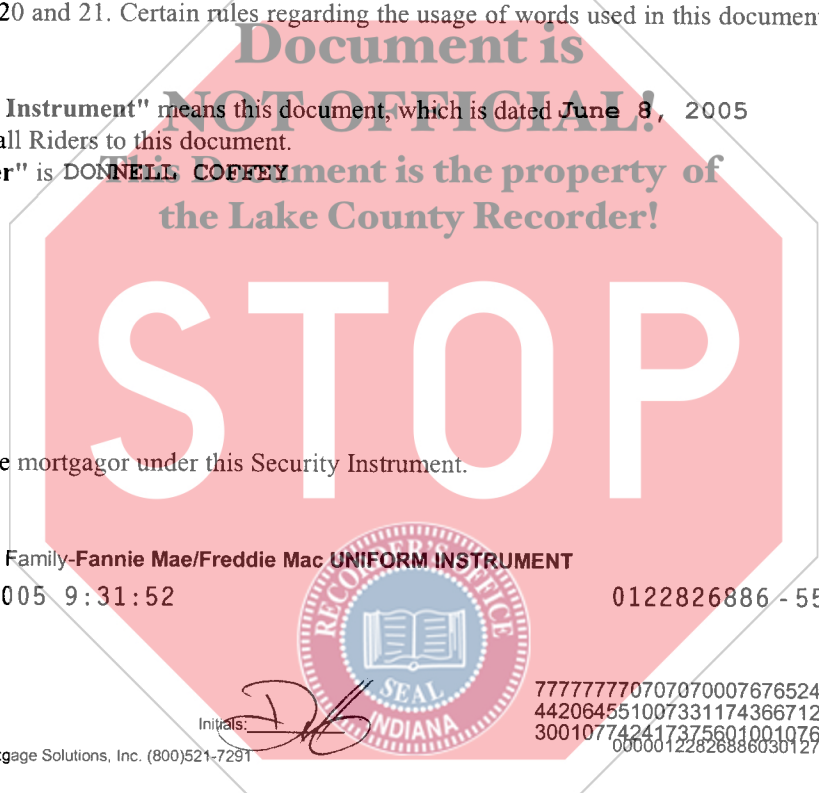 20 and 21. Certain rules regarding the usage of words used in this document
Document is
Instrument" means this document, which is dated June 8, 2005
NOT OFFICIAL!
all Riders to this document.
r" is DONNELL COFFEY
This Document is the property of
the Lake County Recorder!
STOP
e mortgagor under this Security Instrument.
Family-Fannie Mae/Freddie Mac UNIFORM INSTRUMENT
005 9:31:52
0122826886 - 55
RECORDER'S OFFICE
SEAL
INDIANA
Initials:
777777770707070007676524
442064551007331174366712
300107742417375601001076
000001228268860301 27
gage Solutions, Inc. (800)521-7291